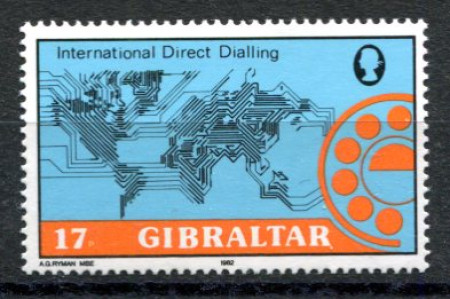 International Direct Dialling
17P GIBRALTAR
A.G.RYMAN MBE 1982